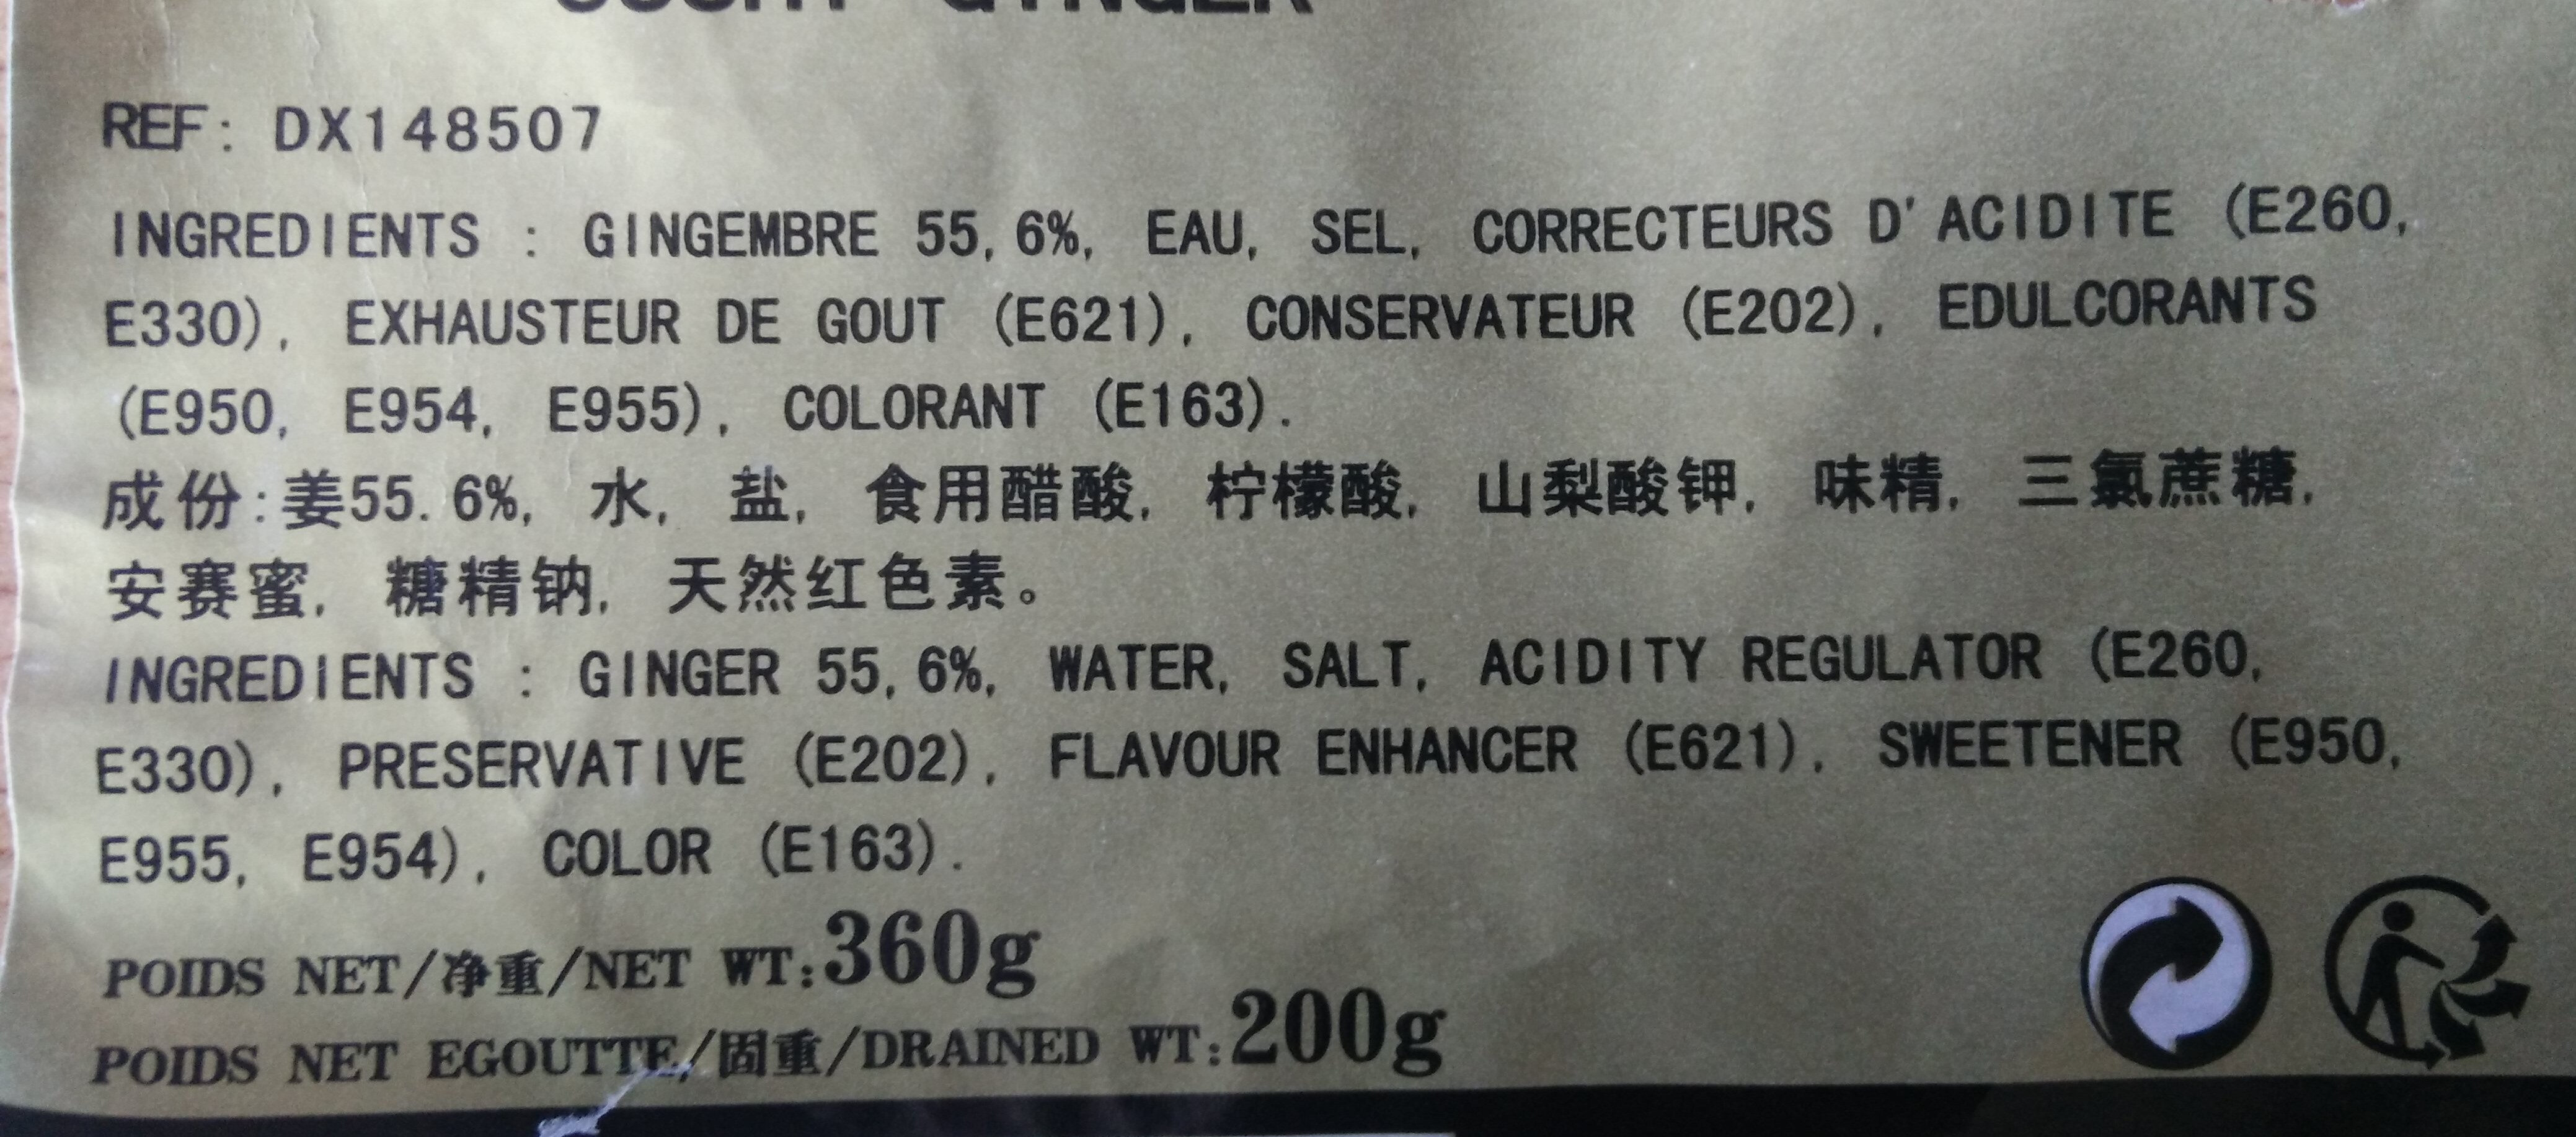 GINGER
REF: DX148507
INGREDIENTS : GINGEMBRE 55,6%, EAU, SEL, CORRECTEURS D'ACIDITE (E260,
E330), EXHAUSTEUR DE GOUT (E621), CONSERVATEUR (E202), EDULCORANTS
(E950, E954, E955), COLORANT (E163).
成份:姜55.6%, 水, 盐, 食用醋酸, 柠檬酸, 山梨酸钾, 味精, 三氯蔗糖,
安赛蜜, 糖精钠, 天然红色素。
INGREDIENTS : GINGER 55,6%, WATER, SALT, ACIDITY REGULATOR (E260,
E330), PRESERVATIVE (E202), FLAVOUR ENHANCER (E621), SWEETENER (E950,
E955, E954), COLOR (E163).
POIDS NET/净重/NET WT:360g
POIDS NET EGOUTTE/固重/DRAINED WT:200g